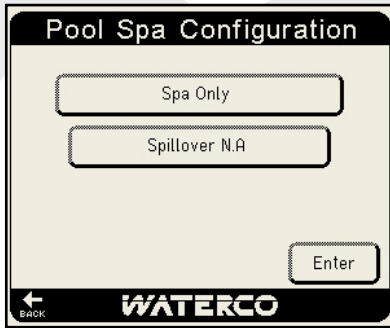 Pool Spa Configuration
Spa Only
Spillover N.A
Enter
BACK
WATERCO